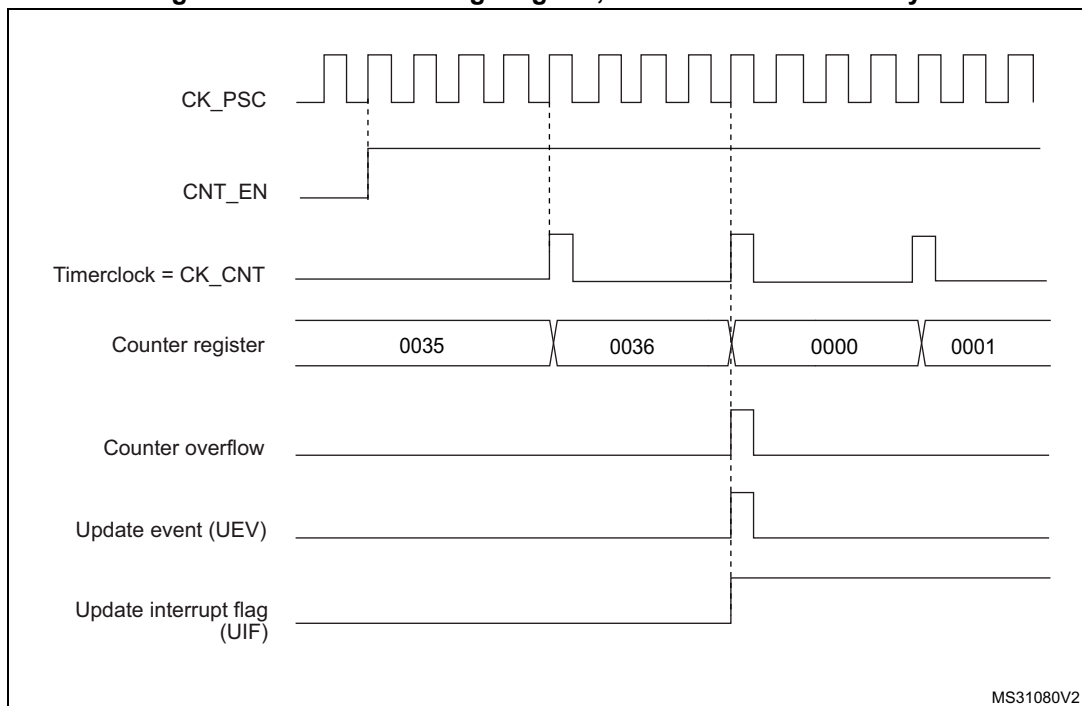 CK_PSC
CNT_EN
Timerclock = CK_CNT
Counter register
0035 0036 0000 0001
Counter overflow
Update event (UEV)
Update interrupt flag
(UIF)
MS31080V2